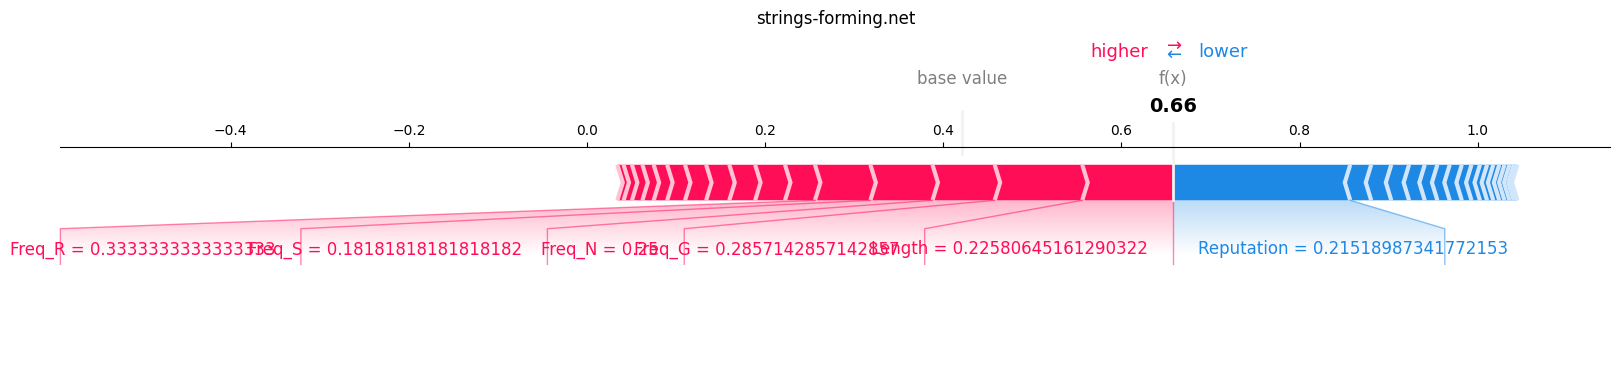 strings-forming.net
higher ⇄ lower
base value f(x)
0.66
−0.4 −0.2 0.0 0.2 0.4 0.6 0.8 1.0
Freq_R = 0.3333333333333333 Freq_S = 0.18181818181818182 Freq_N = 0.25 Freq_G = 0.2857142857142857 Length = 0.22580645161290322 Reputation = 0.21518987341772153